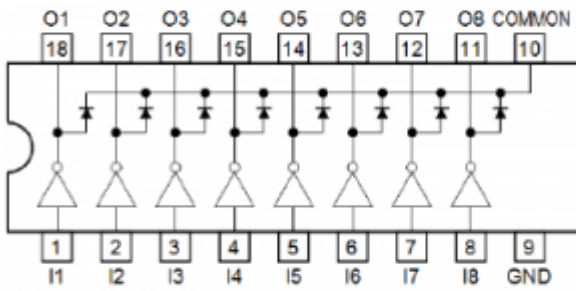 O1 O2 O3 O4 O5 O6 O7 O8 COMMON
18 17 16 15 14 13 12 11 10
1 2 3 4 5 6 7 8 9
I1 I2 I3 I4 I5 I6 I7 I8 GND